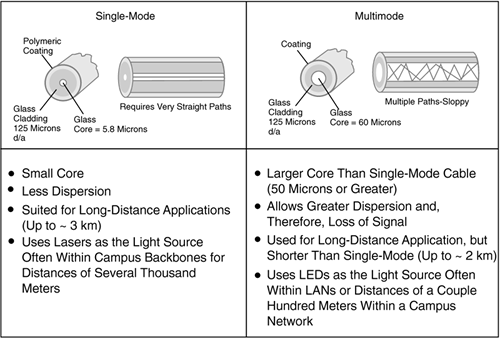 Single-Mode
Polymeric
Coating
Glass
Cladding
125 Microns
d/a
Glass
Core = 5.8 Microns
Requires Very Straight Paths
Multimode
Coating
Glass
Cladding
125 Microns
d/a
Glass
Core = 60 Microns
Multiple Paths-Sloppy
• Small Core
• Less Dispersion
• Suited for Long-Distance Applications
(Up to ~ 3 km)
• Uses Lasers as the Light Source
Often Within Campus Backbones for
Distances of Several Thousand
Meters
• Larger Core Than Single-Mode Cable
(50 Microns or Greater)
• Allows Greater Dispersion and,
Therefore, Loss of Signal
• Used for Long-Distance Application, but
Shorter Than Single-Mode (Up to ~ 2 km)
• Uses LEDs as the Light Source Often
Within LANs or Distances of a Couple
Hundred Meters Within a Campus
Network